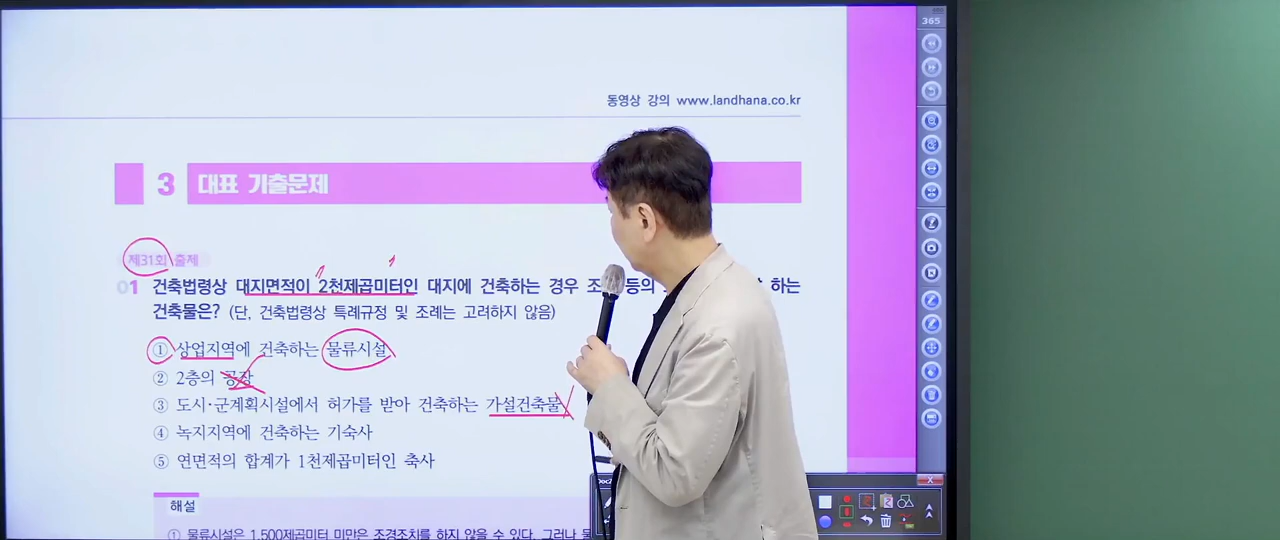 365
동영상 강의 www.landhana.co.kr
3 대표 기출문제
제31회 출제
01 건축법령상 대지면적이 2천제곱미터인 대지에 건축하는 경우 조 등의 하는
건축물은? (단, 건축법령상 특례규정 및 조례는 고려하지 않음)
① 상업지역에 건축하는 물류시설
② 2층의 공장
③ 도시·군계획시설에서 허가를 받아 건축하는 가설건축물
④ 녹지지역에 건축하는 기숙사
⑤ 연면적의 합계가 1천제곱미터인 축사
해설
① 물류시설은 1,500제곱미터 미만은 조경조치를 하지 않을 수 있다. 그러나 물